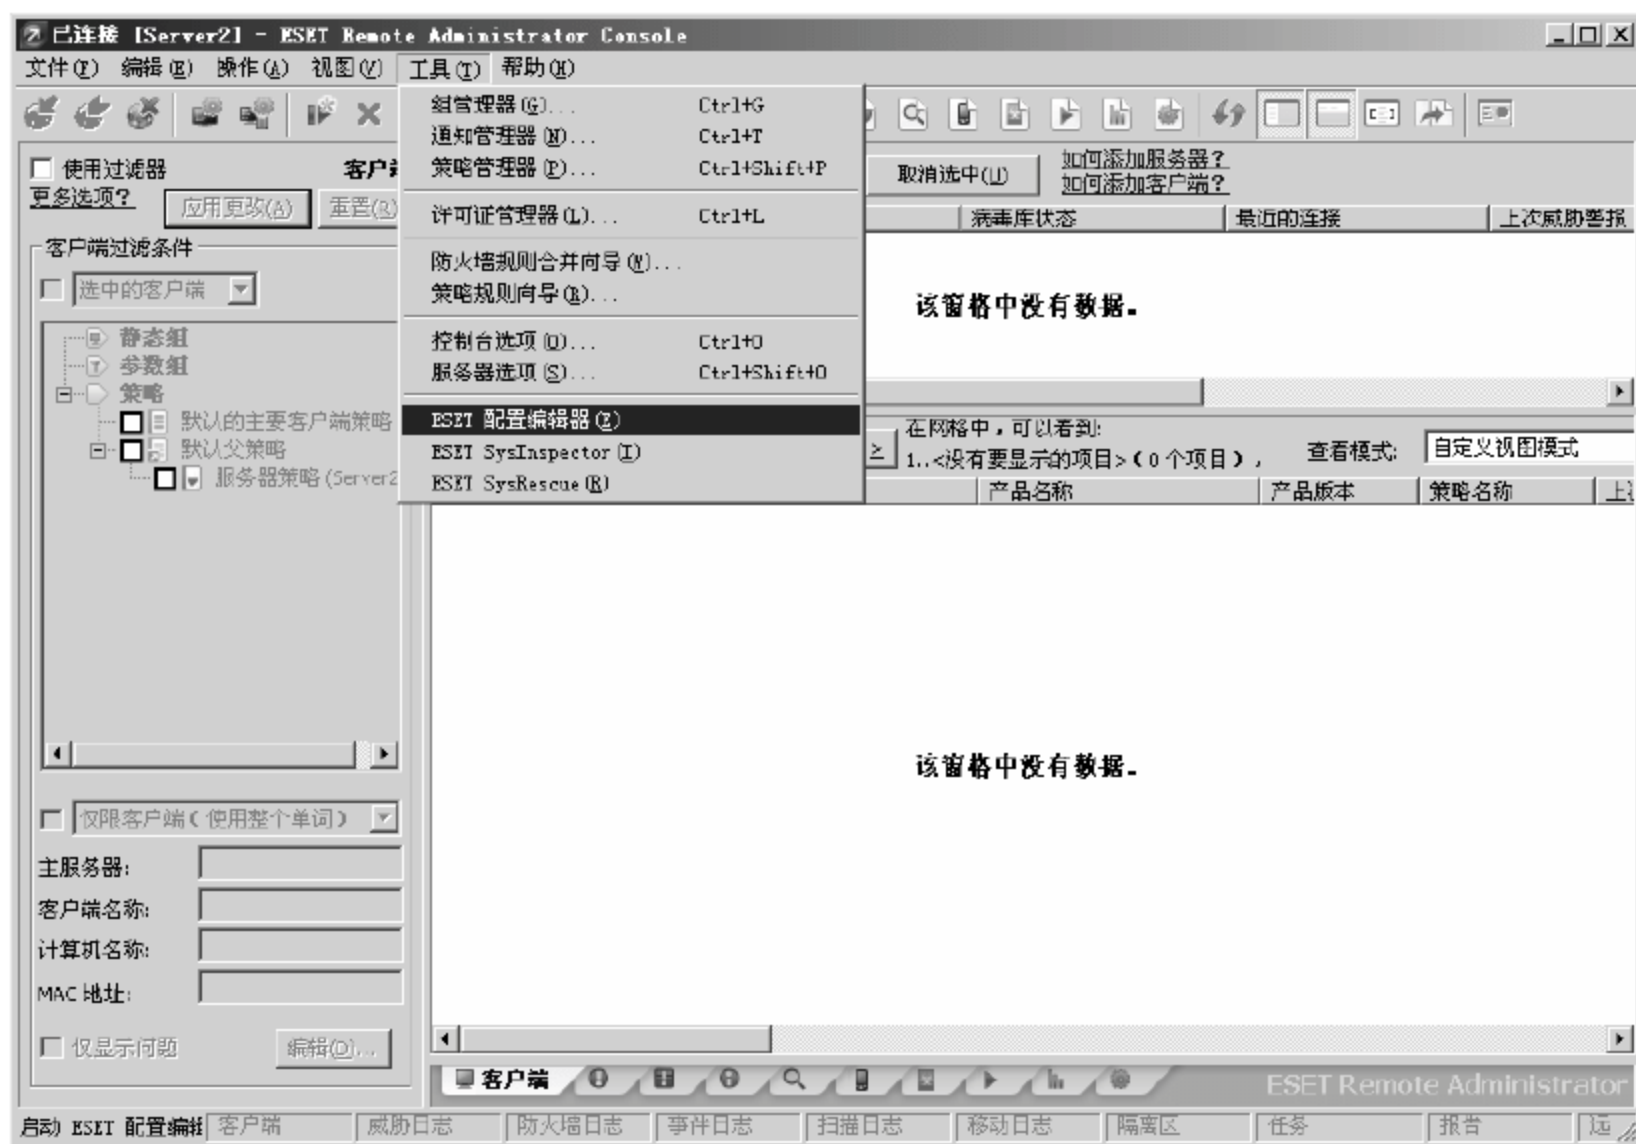 已连接 [Server2] - ESET Remote Administrator Console
文件(F) 编辑(E) 操作(A) 视图(V) 工具(T) 帮助(H)
组管理器(G)... Ctrl+G
通知管理器(N)... Ctrl+T
策略管理器(P)... Ctrl+Shift+P
许可证管理器(L)... Ctrl+L
防火墙规则合并向导(W)...
策略规则向导(R)...
控制台选项(O)... Ctrl+O
服务器选项(S)... Ctrl+Shift+O
ESET 配置编辑器(E)
ESET SysInspector(I)
ESET SysRescue(R)
使用过滤器
更多选项?
应用更改(A) 重置(R)
客户端过滤条件
选中的客户端
静态组
参数组
策略
默认的主要客户端策略
默认父策略
服务器策略 (Server2
仅限客户端(使用整个单词)
主服务器:
客户端名称:
计算机名称:
MAC 地址:
仅显示问题 编辑(D)...
取消选中(U) 如何添加服务器?
如何添加客户端?
病毒库状态 最近的连接 上次威胁警报
该窗格中没有数据。
≥ 在网格中,可以看到:
1..<没有要显示的项目>(0 个项目), 查看模式: 自定义视图模式
产品名称 产品版本 策略名称
该窗格中没有数据。
客户端
ESET Remote Administrator
启动 ESET 配置编辑 客户端 威胁日志 防火墙日志 事件日志 扫描日志 移动日志 隔离区 任务 报告 远